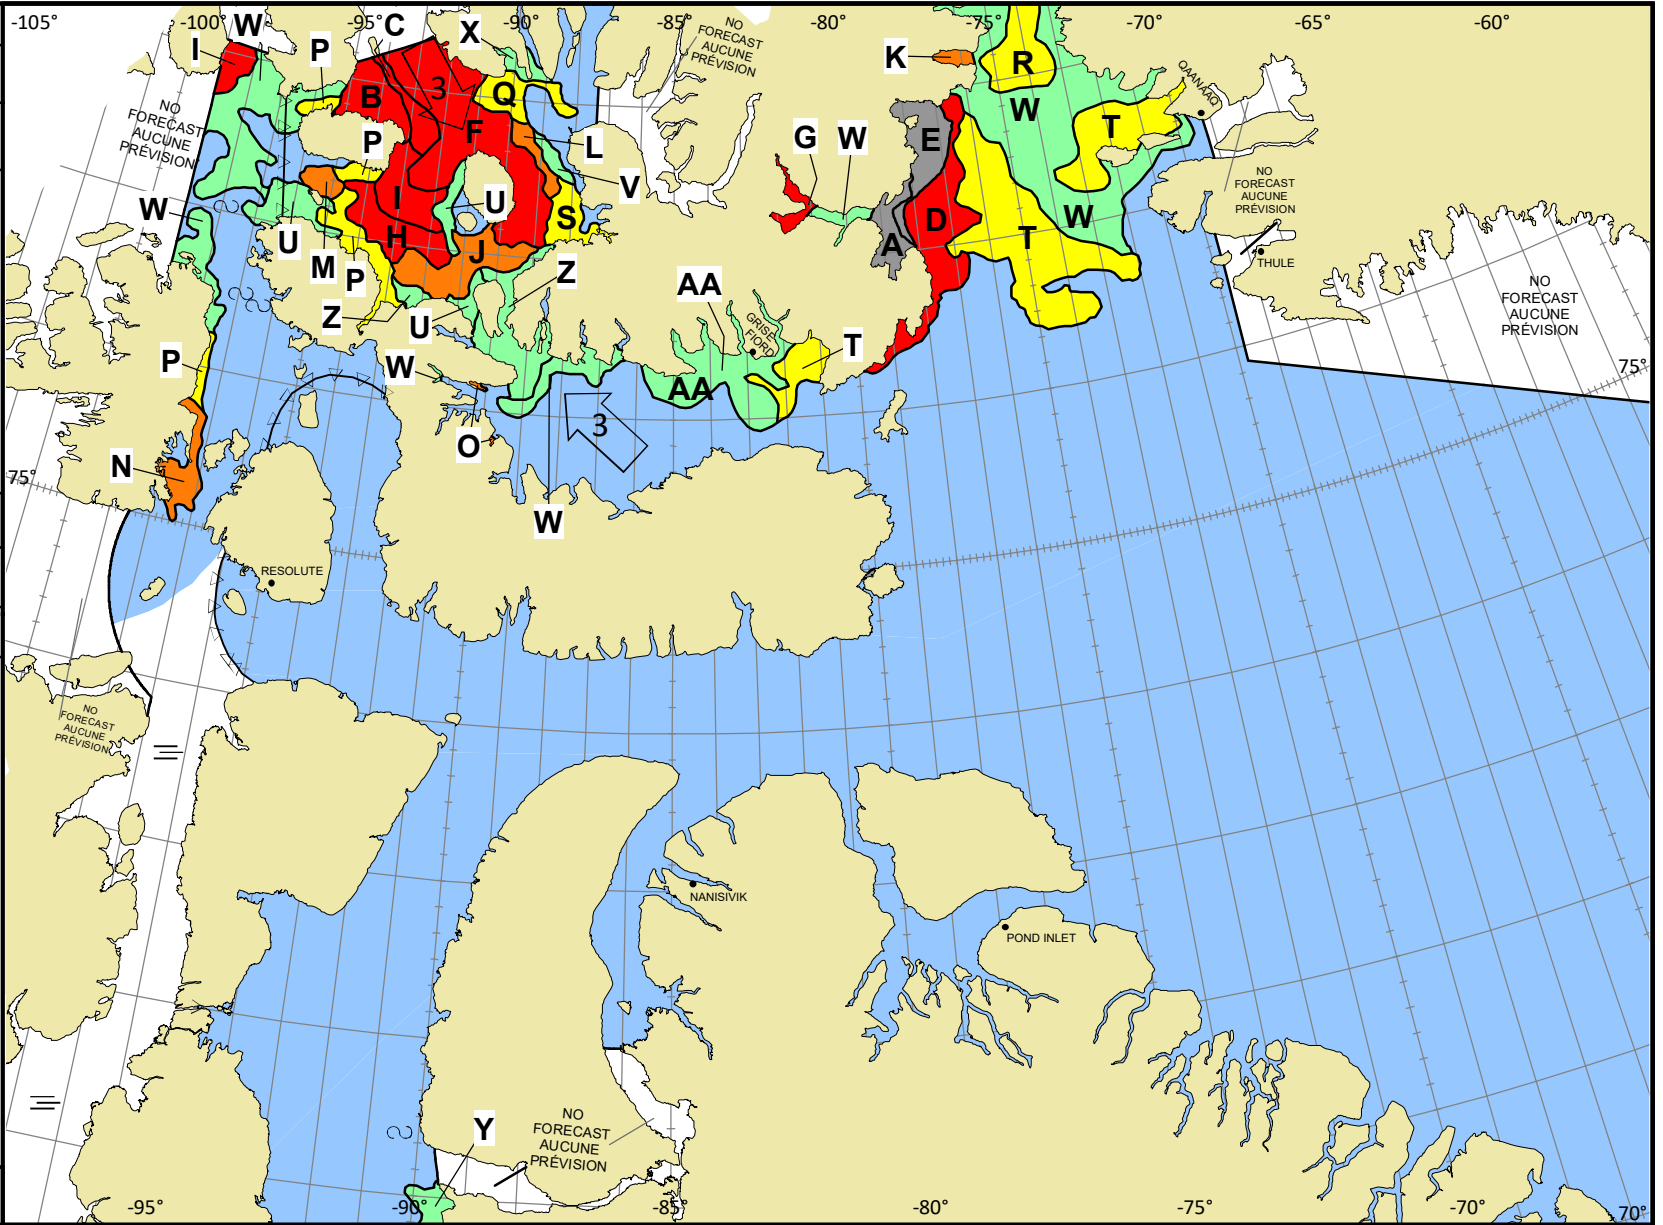 -105° -100° W -95° C -90° -85° -80° -75° -70° -65° -60°
I P X K R
NO
FORECAST
AUCUNE
PRÉVISION
NO
FORECAST
AUCUNE
PRÉVISION
QAANAAQ
B 3 Q W T
F E
P L G W
I U V
W S D W
U H J A T
M P Z AA
NO
FORECAST
AUCUNE
PRÉVISION
THULE
NO
FORECAST
AUCUNE
PRÉVISION
Z U
GRISE
FIORD
P W T
75°
AA
3
O
N
75°
W
RESOLUTE
NO
FORECAST
AUCUNE
PRÉVISION
NANISIVIK
POND INLET
Y
NO
FORECAST
AUCUNE
PRÉVISION
-95° -90° -85° -80° -75° -70° 70°